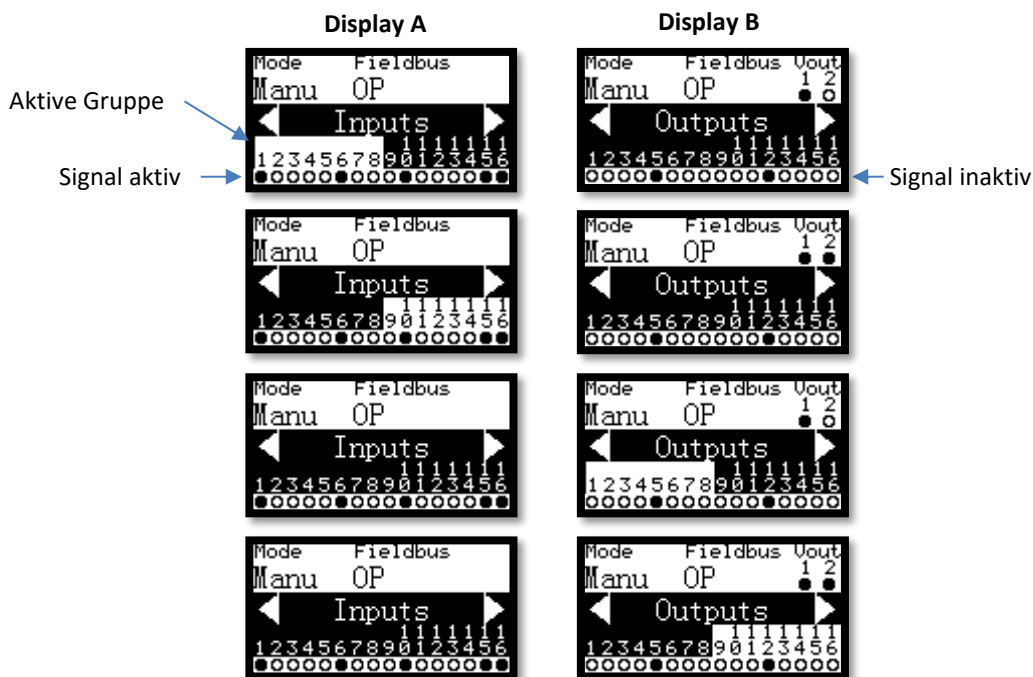 Display A
Display B
Aktive Gruppe
Signal aktiv
Signal inaktiv
Mode Fieldbus
Manu OP
Inputs
1111111
1234567890123456
Mode Fieldbus Vout
1 2
Manu OP
Outputs
1111111
1234567890123456
Mode Fieldbus
Manu OP
Inputs
1111111
1234567890123456
Mode Fieldbus Vout
1 2
Manu OP
Outputs
1111111
1234567890123456
Mode Fieldbus
Manu OP
Inputs
1111111
1234567890123456
Mode Fieldbus Vout
1 2
Manu OP
Outputs
1111111
1234567890123456
Mode Fieldbus
Manu OP
Inputs
1111111
1234567890123456
Mode Fieldbus Vout
1 2
Manu OP
Outputs
1111111
1234567890123456